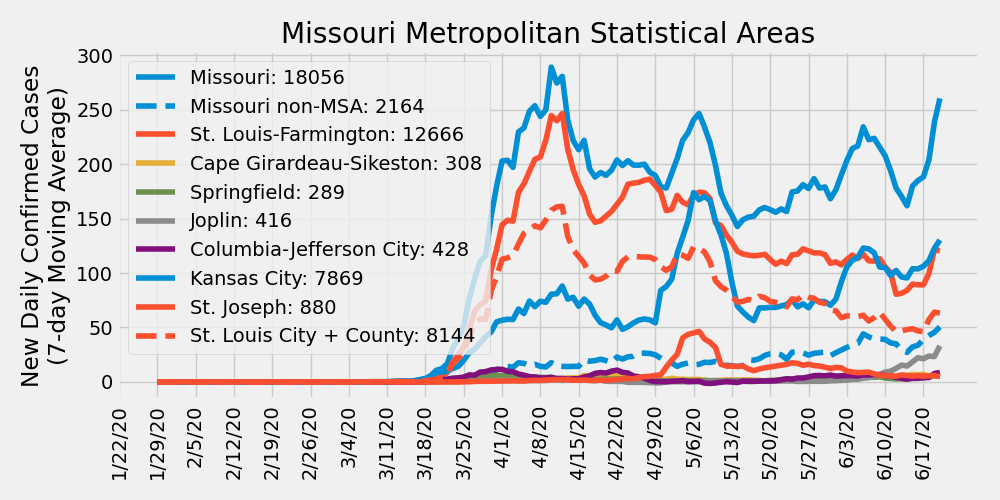 Missouri Metropolitan Statistical Areas
New Daily Confirmed Cases
(7-day Moving Average)
300
250
200
150
100
50
0
Missouri: 18056
Missouri non-MSA: 2164
St. Louis-Farmington: 12666
Cape Girardeau-Sikeston: 308
Springfield: 289
Joplin: 416
Columbia-Jefferson City: 428
Kansas City: 7869
St. Joseph: 880
St. Louis City + County: 8144
1/22/20
1/29/20
2/5/20
2/12/20
2/19/20
2/26/20
3/4/20
3/11/20
3/18/20
3/25/20
4/1/20
4/8/20
4/15/20
4/22/20
4/29/20
5/6/20
5/13/20
5/20/20
5/27/20
6/3/20
6/10/20
6/17/20